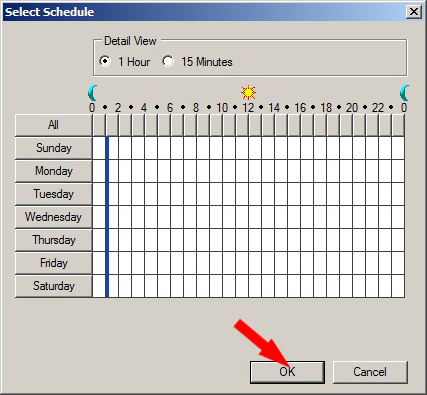 Select Schedule
Detail View
1 Hour 15 Minutes
0 • 2 • 4 • 6 • 8 • 10 • 12 • 14 • 16 • 18 • 20 • 22 • 0
All
Sunday
Monday
Tuesday
Wednesday
Thursday
Friday
Saturday
OK Cancel